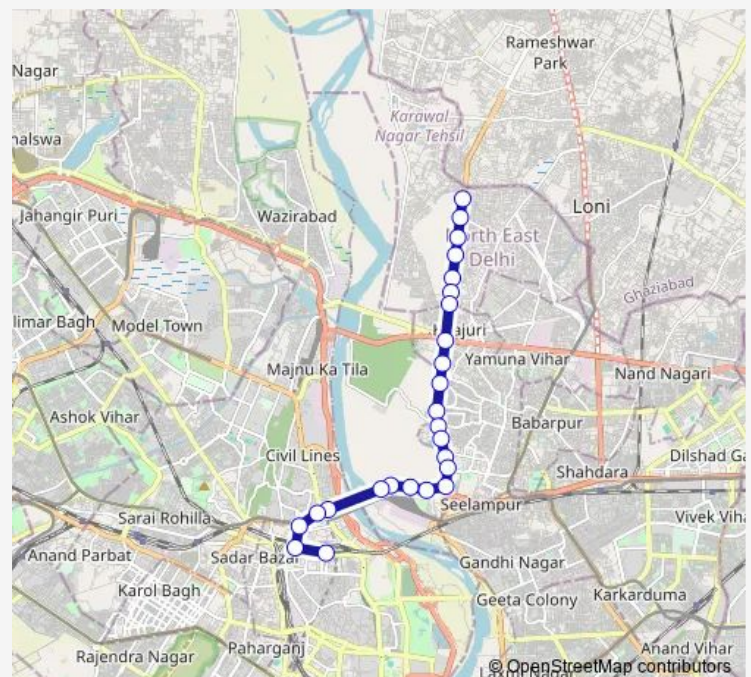 Rameshwar
Park
Nagar
Karawal
Nagar Tehsil
halswa
Jahangir Puri
Wazirabad
Loni
North East
Delhi
Ghaziabad
limar Bagh
Model Town
Khajuri
Yamuna Vihar
Majnu Ka Tila
Nand Nagari
Ashok Vihar
Babarpur
Civil Lines
Dilshad Ga
Shahdara
Seelampur
Sarai Rohilla
Vivek Viha
Anand Parbat
Sadar Bazar
Gandhi Nagar
Karol Bagh
Geeta Colony
Karkarduma
Rajendra Nagar
Paharganj
Anand Vihar
© OpenStreetMap contributors